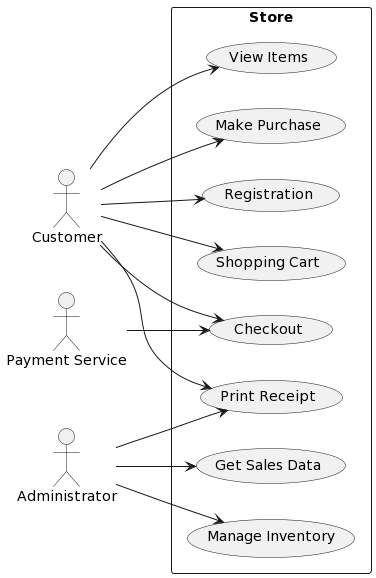 Store
View Items
Make Purchase
Registration
Customer
Shopping Cart
Checkout
Payment Service
Print Receipt
Get Sales Data
Administrator
Manage Inventory